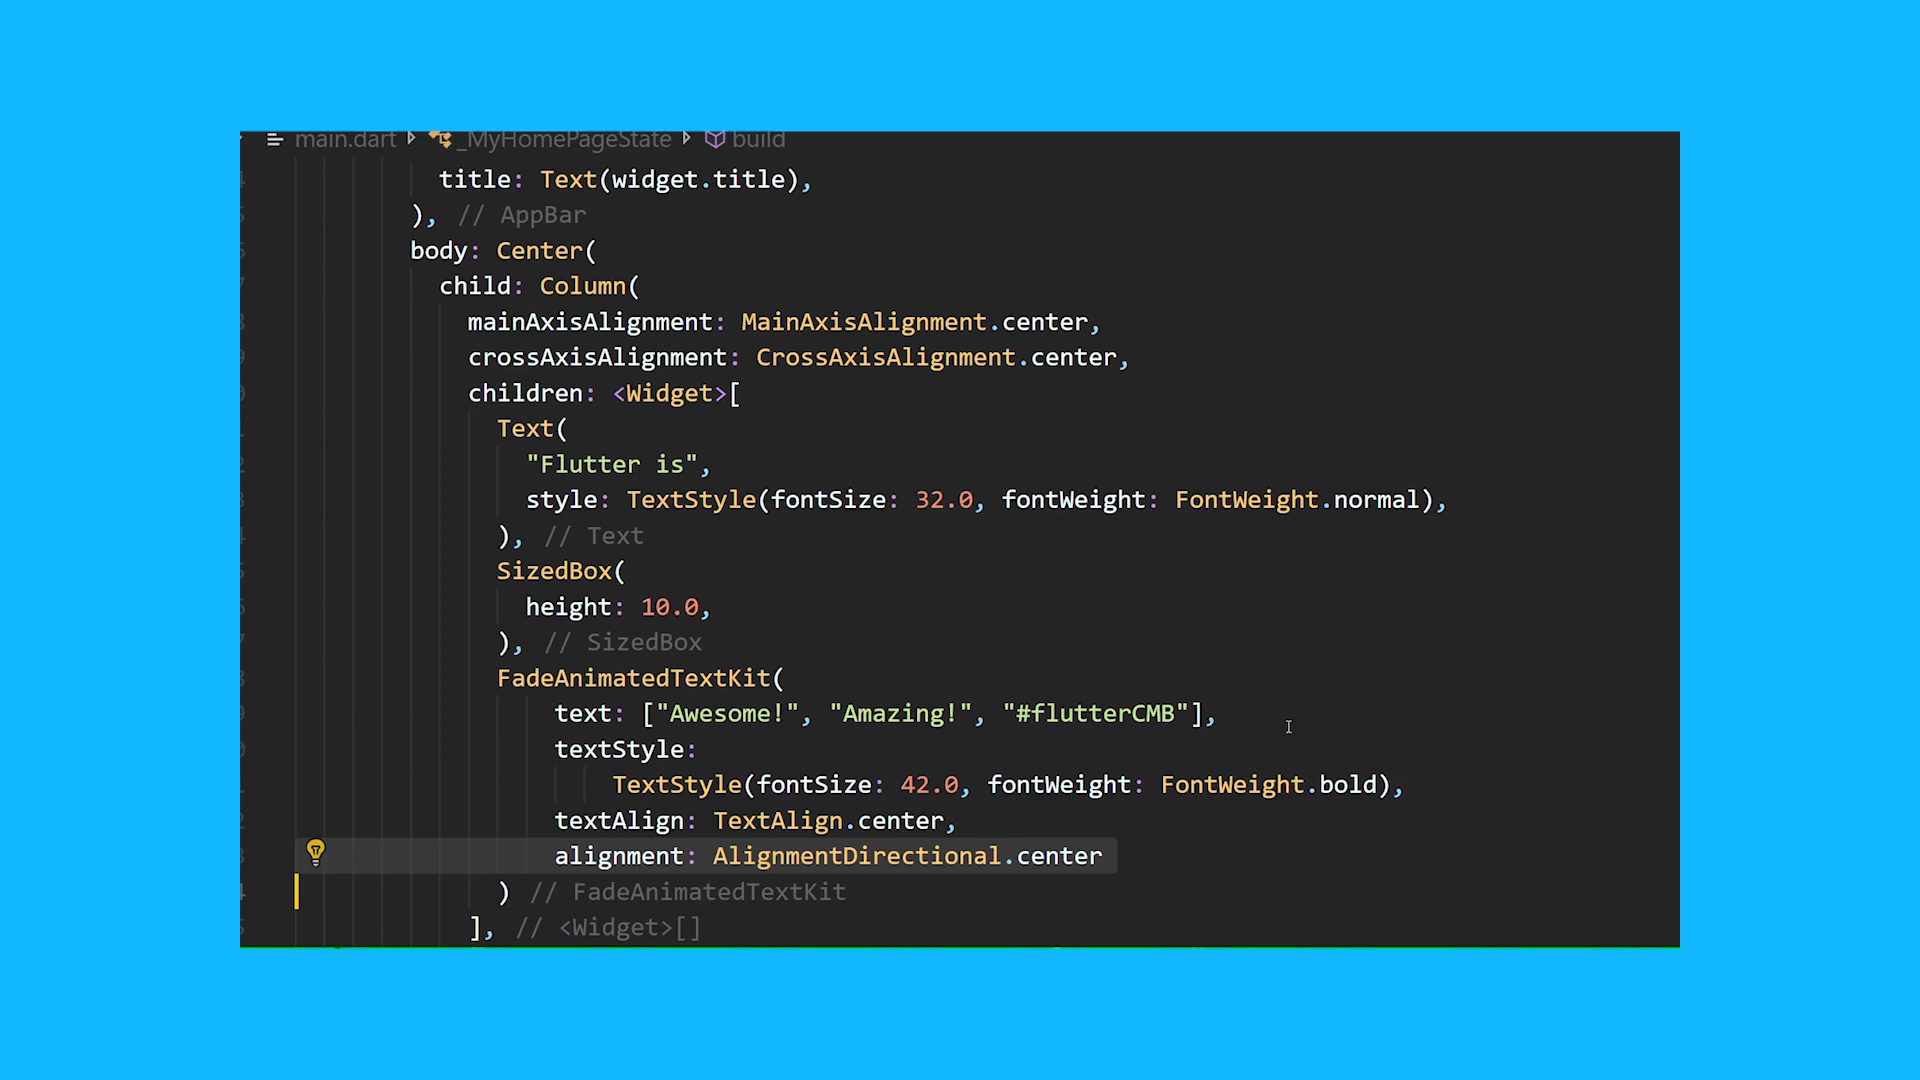 main.dart _MyHomePageState build
title: Text(widget.title),
), // AppBar
body: Center(
child: Column(
mainAxisAlignment: MainAxisAlignment.center,
crossAxisAlignment: CrossAxisAlignment.center,
children: <Widget>[
Text(
"Flutter is",
style: TextStyle(fontSize: 32.0, fontWeight: FontWeight.normal),
), // Text
SizedBox(
height: 10.0,
), // SizedBox
FadeAnimatedTextKit(
text: ["Awesome!", "Amazing!", "#flutterCMB"],
textStyle:
TextStyle(fontSize: 42.0, fontWeight: FontWeight.bold),
textAlign: TextAlign.center,
alignment: AlignmentDirectional.center
) // FadeAnimatedTextKit
], // <Widget>[]